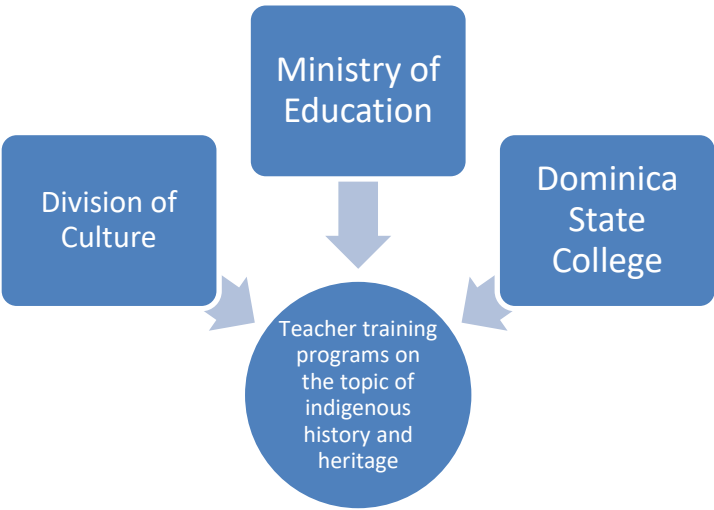 Ministry of
Education
Division of
Culture
Dominica
State
College
Teacher training
programs on
the topic of
indigenous
history and
heritage